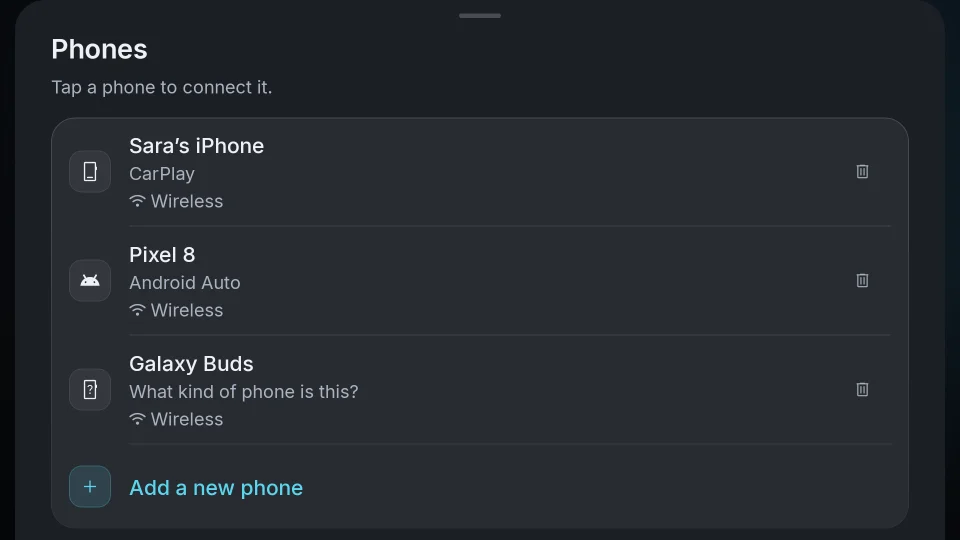 Phones
Tap a phone to connect it.
Sara’s iPhone
CarPlay
Wireless
Pixel 8
Android Auto
Wireless
Galaxy Buds
What kind of phone is this?
Wireless
Add a new phone